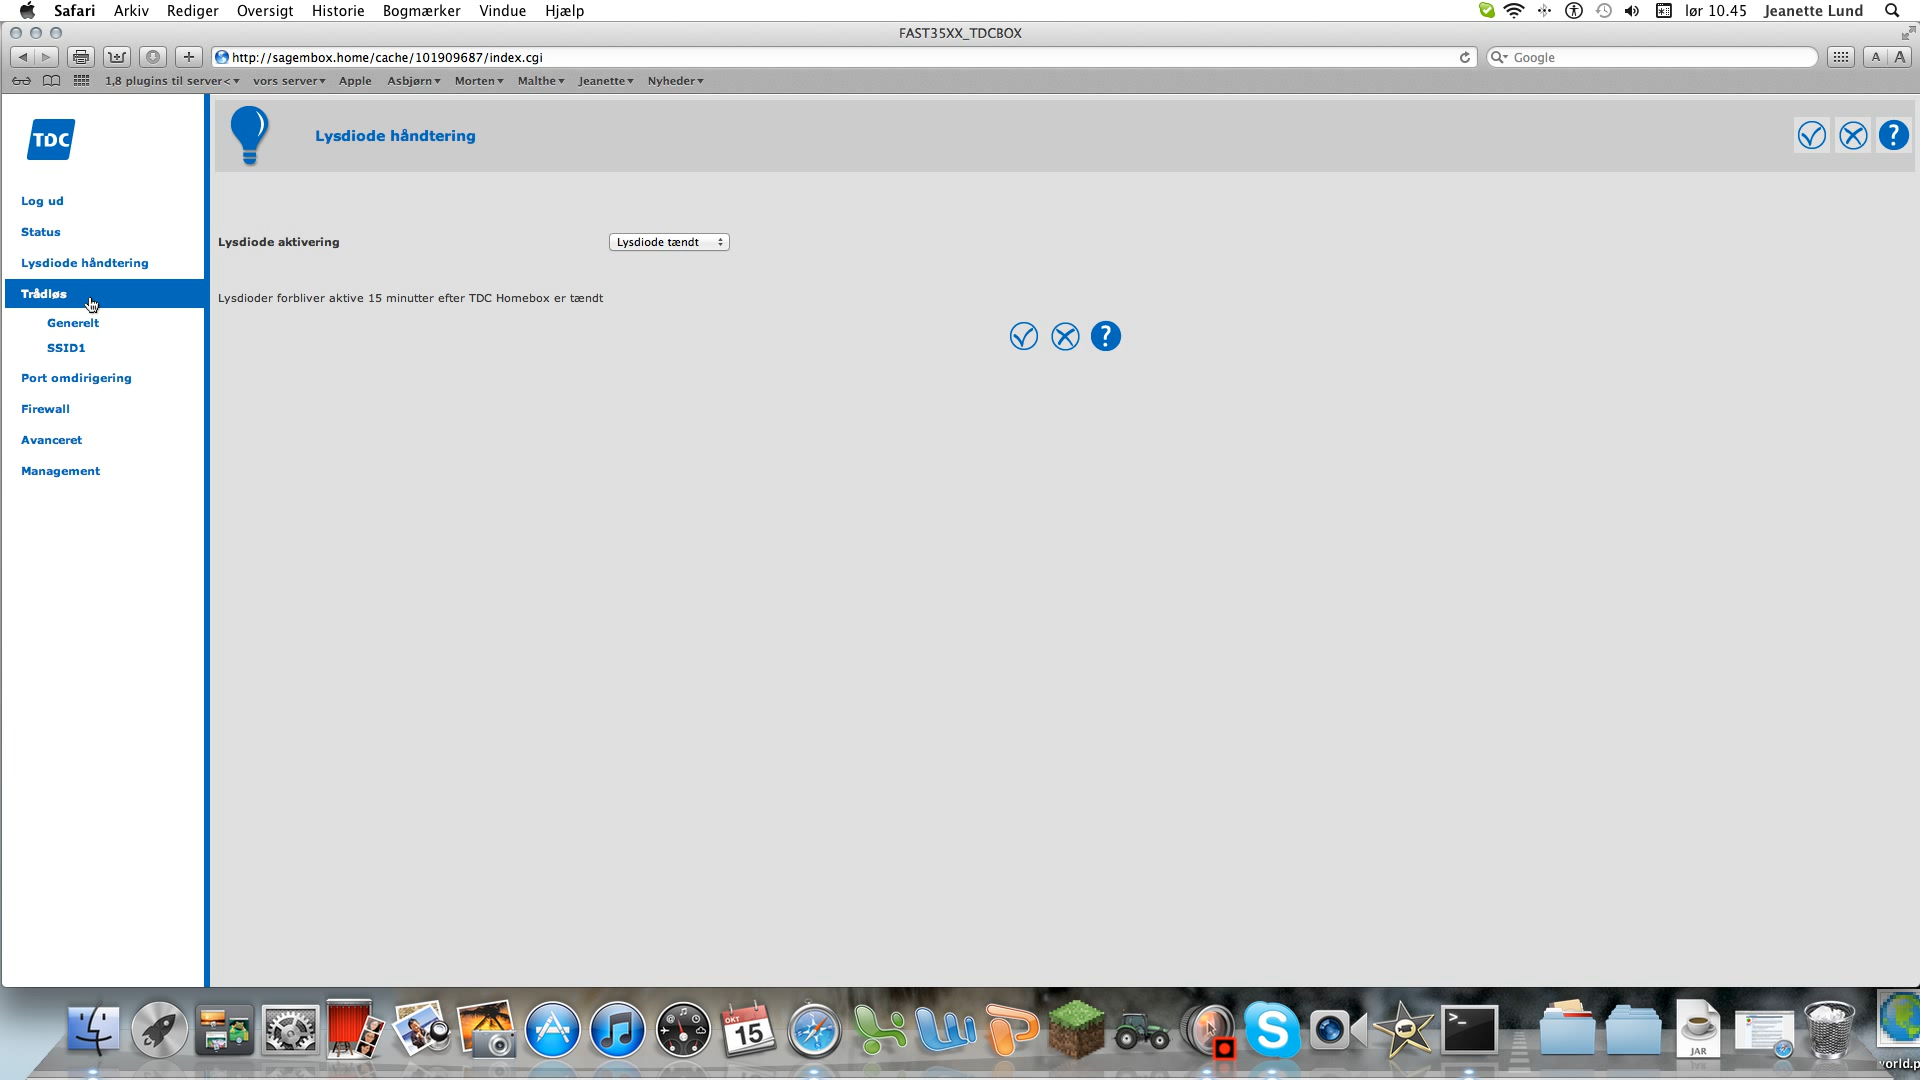 Safari Arkiv Rediger Oversigt Historie Bogmærker Vindue Hjælp lør 10.45 Jeanette Lund
FAST35XX_TDCBOX
http://sagembox.home/cache/101909687/index.cgi Google A A
1,8 plugins til server< vors server Apple Asbjørn Morten Malthe Jeanette Nyheder
TDC
Lysdiode håndtering ?
Log ud
Status
Lysdiode håndtering
Trådløs
Generelt
SSID1
Port omdirigering
Firewall
Avanceret
Management
Lysdiode aktivering Lysdiode tændt
Lysdioder forbliver aktive 15 minutter efter TDC Homebox er tændt
?
OKT
15
S
>_
JAR
world.p